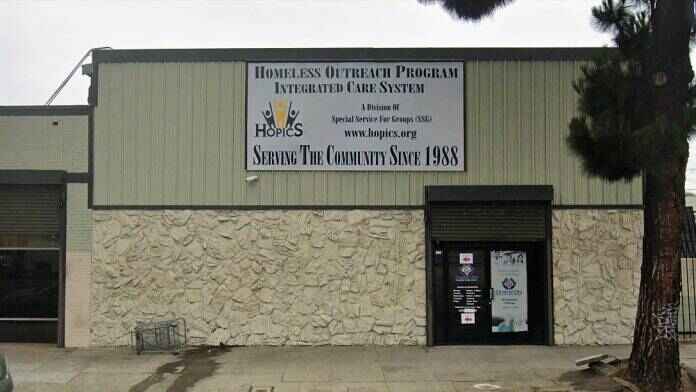 HOMELESS OUTREACH PROGRAM
INTEGRATED CARE SYSTEM
A Division Of
Special Service For Groups (SSG)
HOPICS
www.hopics.org
SERVING THE COMMUNITY SINCE 1988